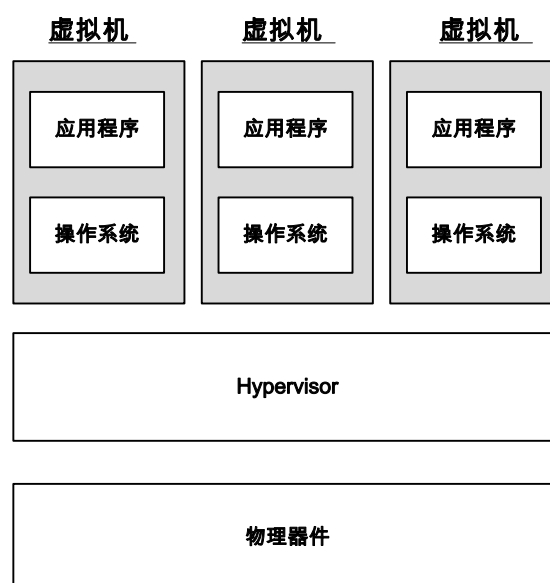 虚拟机 虚拟机 虚拟机
应用程序 应用程序 应用程序
操作系统 操作系统 操作系统
Hypervisor
物理器件